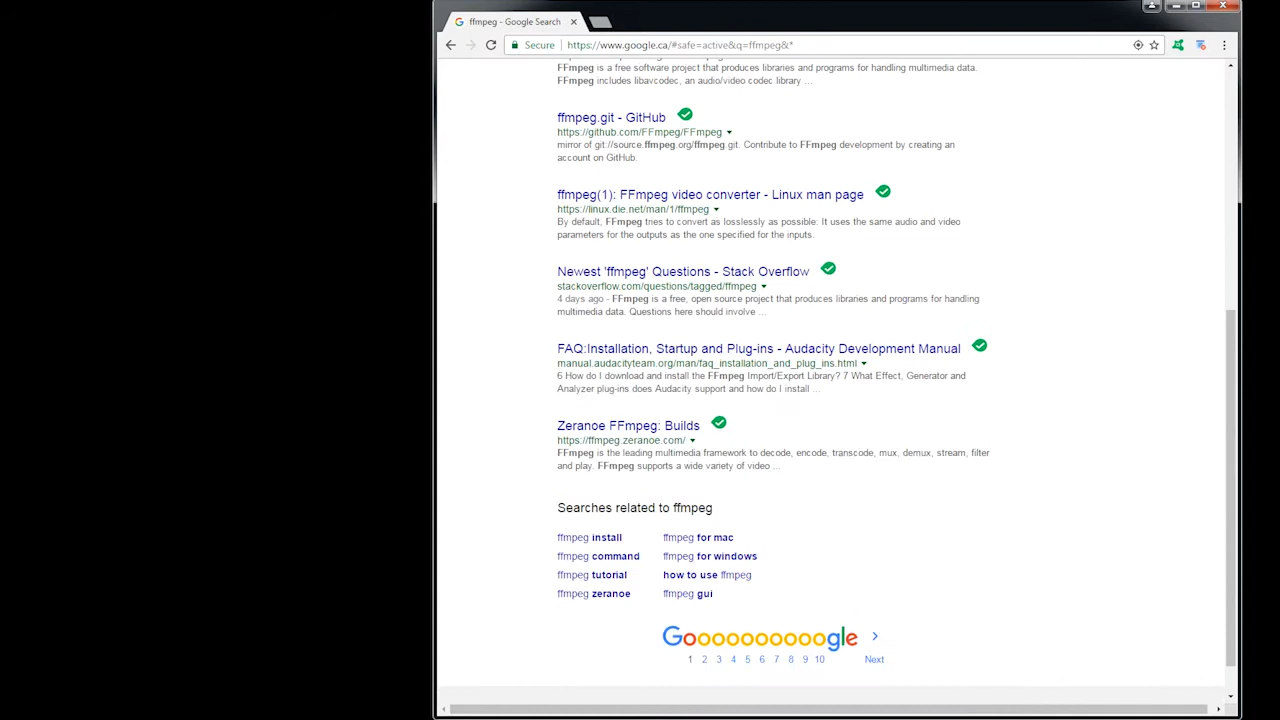 ffmpeg - Google Search
Secure https://www.google.ca/#safe=active&q=ffmpeg&*
FFmpeg is a free software project that produces libraries and programs for handling multimedia data.
FFmpeg includes libavcodec, an audio/video codec library ...
ffmpeg.git - GitHub
https://github.com/FFmpeg/FFmpeg
mirror of git://source.ffmpeg.org/ffmpeg.git. Contribute to FFmpeg development by creating an
account on GitHub.
ffmpeg(1): FFmpeg video converter - Linux man page
https://linux.die.net/man/1/ffmpeg
By default, FFmpeg tries to convert as losslessly as possible: It uses the same audio and video
parameters for the outputs as the one specified for the inputs.
Newest 'ffmpeg' Questions - Stack Overflow
stackoverflow.com/questions/tagged/ffmpeg
4 days ago - FFmpeg is a free, open source project that produces libraries and programs for handling
multimedia data. Questions here should involve ...
FAQ:Installation, Startup and Plug-ins - Audacity Development Manual
manual.audacityteam.org/man/faq_installation_and_plug_ins.html
6 How do I download and install the FFmpeg Import/Export Library? 7 What Effect, Generator and
Analyzer plug-ins does Audacity support and how do I install ...
Zeranoe FFmpeg: Builds
https://ffmpeg.zeranoe.com/
FFmpeg is the leading multimedia framework to decode, encode, transcode, mux, demux, stream, filter
and play. FFmpeg supports a wide variety of video ...
Searches related to ffmpeg
ffmpeg install ffmpeg for mac
ffmpeg command ffmpeg for windows
ffmpeg tutorial how to use ffmpeg
ffmpeg zeranoe ffmpeg gui
Goooooooooogle
1 2 3 4 5 6 7 8 9 10 Next